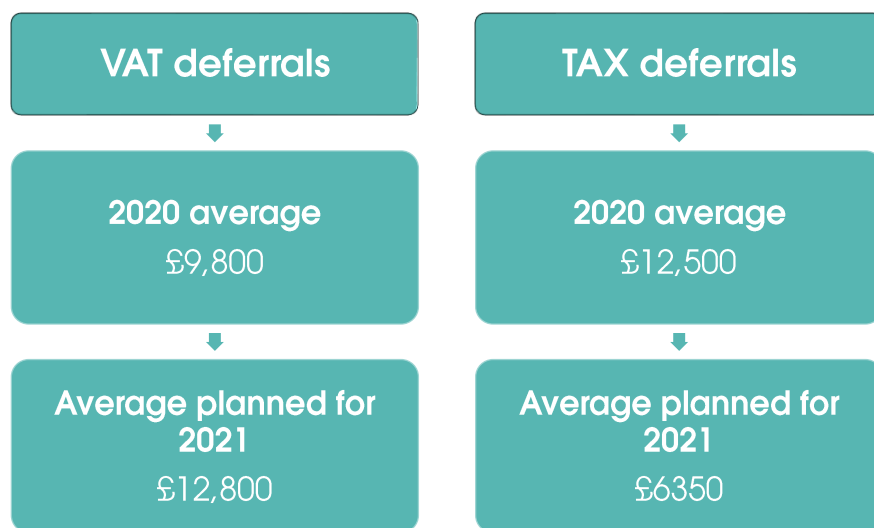 VAT deferrals
2020 average
£9,800
Average planned for
2021
£12,800
TAX deferrals
2020 average
£12,500
Average planned for
2021
£6350